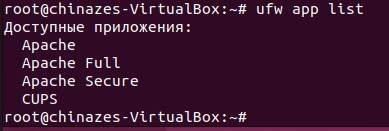 root@chinazes-VirtualBox:~# ufw app list
Доступные приложения:
  Apache
  Apache Full
  Apache Secure
  CUPS
root@chinazes-VirtualBox:~#